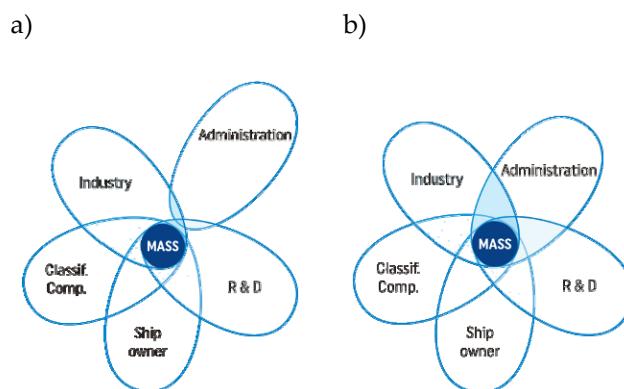 a)
b)
Administration
Industry
MASS
Classif.
Comp.
R & D
Ship
owner
Industry
Administration
MASS
Classif.
Comp.
R & D
Ship
owner